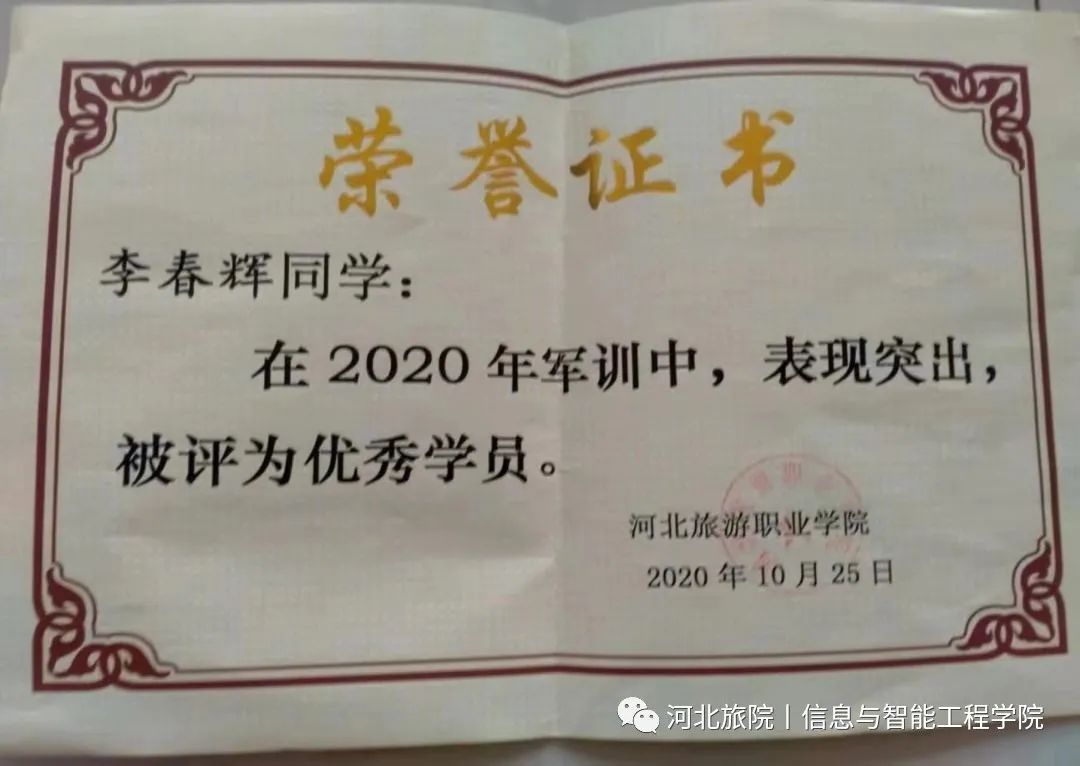 荣誉证书
李春辉同学：
在2020年军训中，表现突出，
被评为优秀学员。
河北旅游职业学院
2020年10月25日
河北旅院丨信息与智能工程学院